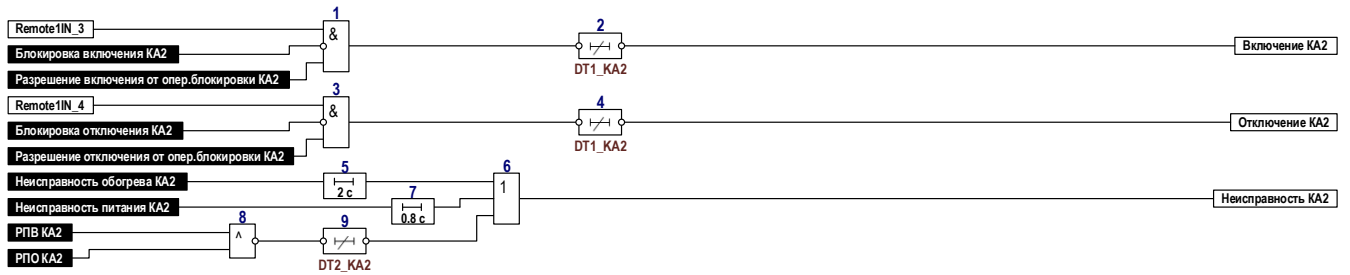 1
Remote1IN_3
&
2
Блокировка включения КА2
Включение КА2
Разрешение включения от опер.блокировки КА2
DT1_KA2
3
Remote1IN_4
&
4
Блокировка отключения КА2
Отключение КА2
Разрешение отключения от опер.блокировки КА2
DT1_KA2
5
6
Неисправность обогрева КА2
1
2 с
7
Неисправность питания КА2
Неисправность КА2
0.8 с
8
9
РПВ КА2
^
РПО КА2
DT2_KA2